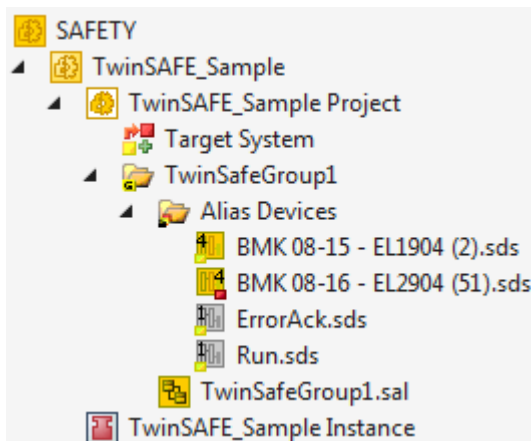 SAFETY
TwinSAFE_Sample
TwinSAFE_Sample Project
Target System
TwinSafeGroup1
Alias Devices
BMK 08-15 - EL1904 (2).sds
BMK 08-16 - EL2904 (51).sds
ErrorAck.sds
Run.sds
TwinSafeGroup1.sal
TwinSAFE_Sample Instance